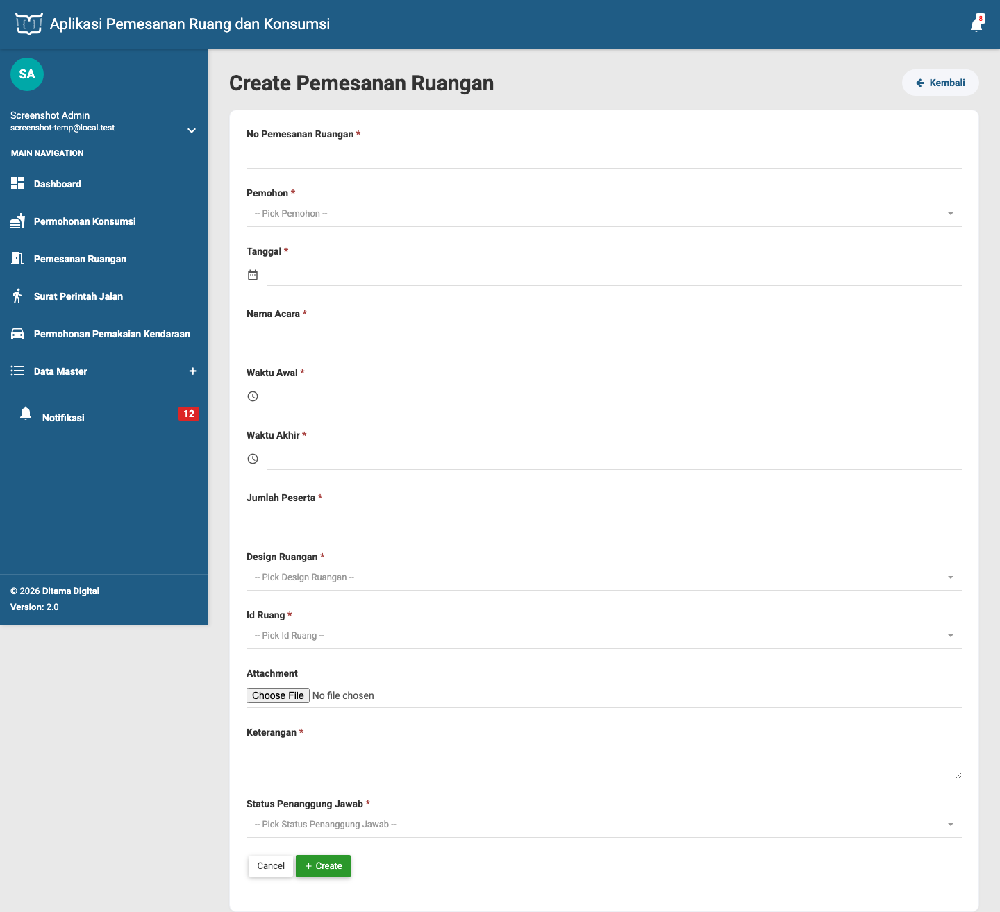 Aplikasi Pemesanan Ruang dan Konsumsi
8
SA
Screenshot Admin
screenshot-temp@local.test
MAIN NAVIGATION
Dashboard
Permohonan Konsumsi
Pemesanan Ruangan
Surat Perintah Jalan
Permohonan Pemakaian Kendaraan
Data Master +
Notifikasi 12
© 2026 Ditama Digital
Version: 2.0
Create Pemesanan Ruangan
Kembali
No Pemesanan Ruangan *
Pemohon *
-- Pick Pemohon --
Tanggal *
Nama Acara *
Waktu Awal *
Waktu Akhir *
Jumlah Peserta *
Design Ruangan *
-- Pick Design Ruangan --
Id Ruang *
-- Pick Id Ruang --
Attachment
Choose File No file chosen
Keterangan *
Status Penanggung Jawab *
-- Pick Status Penanggung Jawab --
Cancel + Create